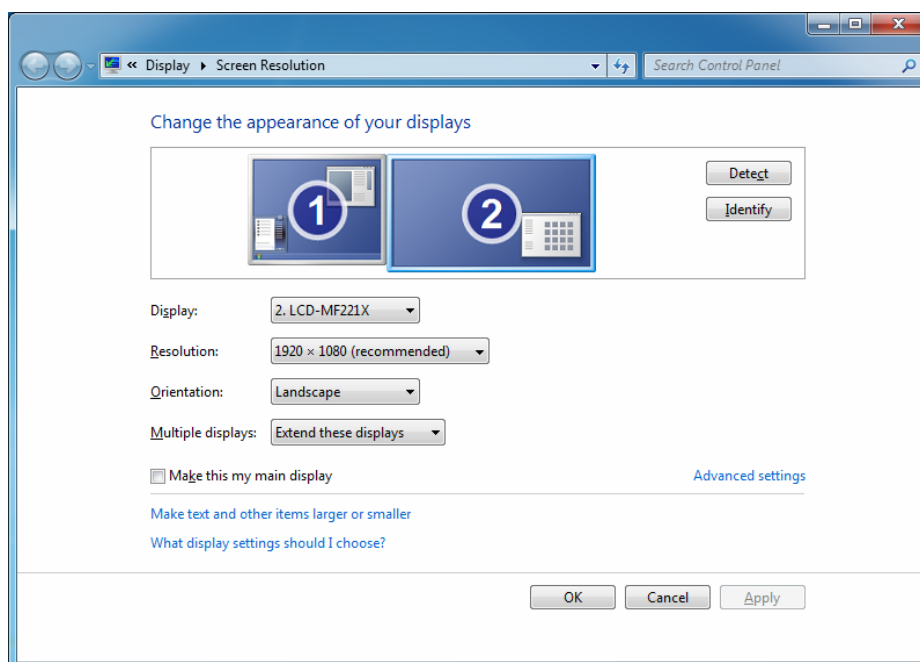 « Display ▸ Screen Resolution Search Control Panel
Change the appearance of your displays
1 2
Detect
Identify
Display: 2. LCD-MF221X
Resolution: 1920 × 1080 (recommended)
Orientation: Landscape
Multiple displays: Extend these displays
Make this my main display Advanced settings
Make text and other items larger or smaller
What display settings should I choose?
OK Cancel Apply